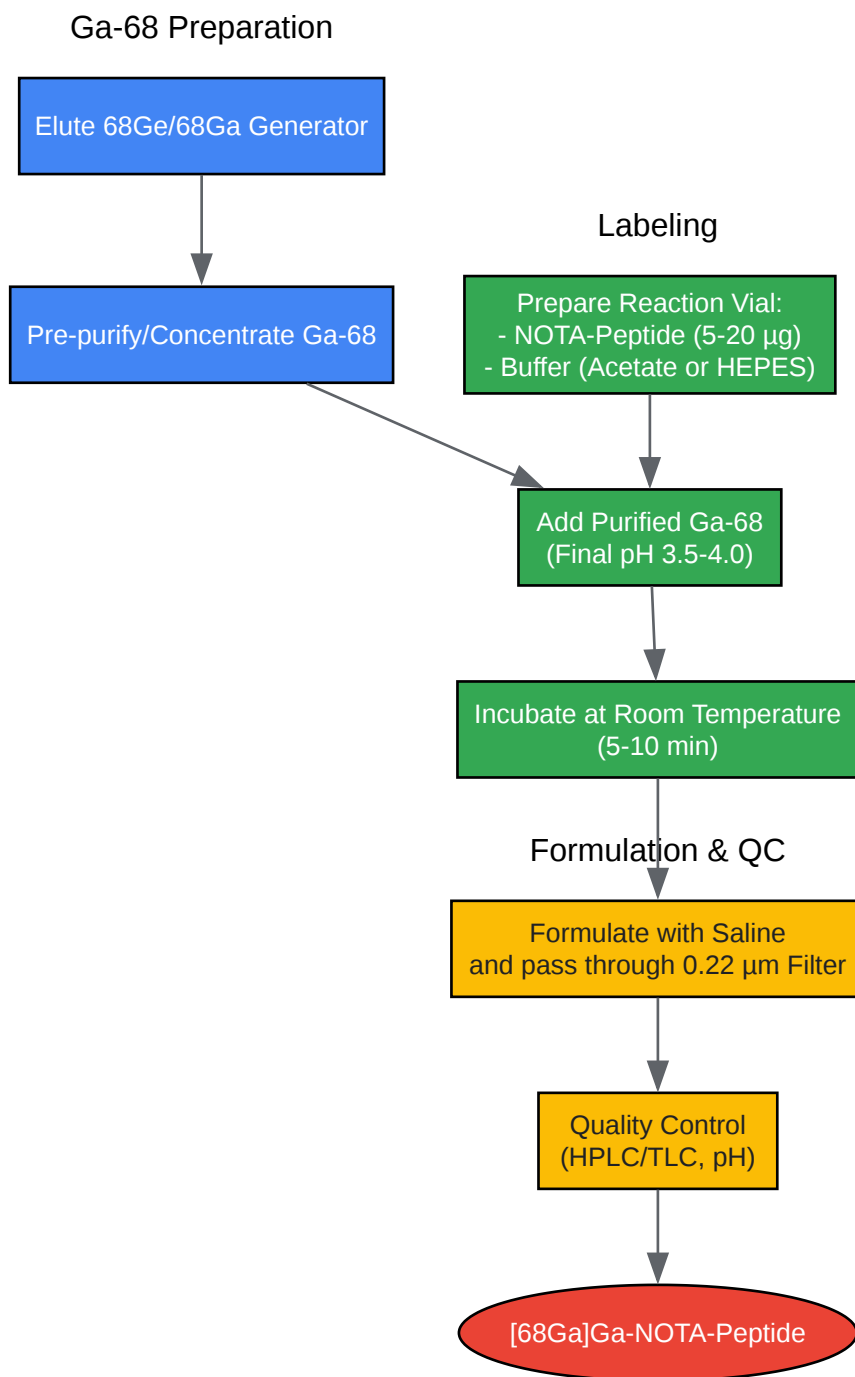 Ga-68 Preparation
Elute 68Ge/68Ga Generator
Pre-purify/Concentrate Ga-68
Labeling
Prepare Reaction Vial:
- NOTA-Peptide (5-20 µg)
- Buffer (Acetate or HEPES)
Add Purified Ga-68
(Final pH 3.5-4.0)
Incubate at Room Temperature
(5-10 min)
Formulation & QC
Formulate with Saline
and pass through 0.22 µm Filter
Quality Control
(HPLC/TLC, pH)
[68Ga]Ga-NOTA-Peptide